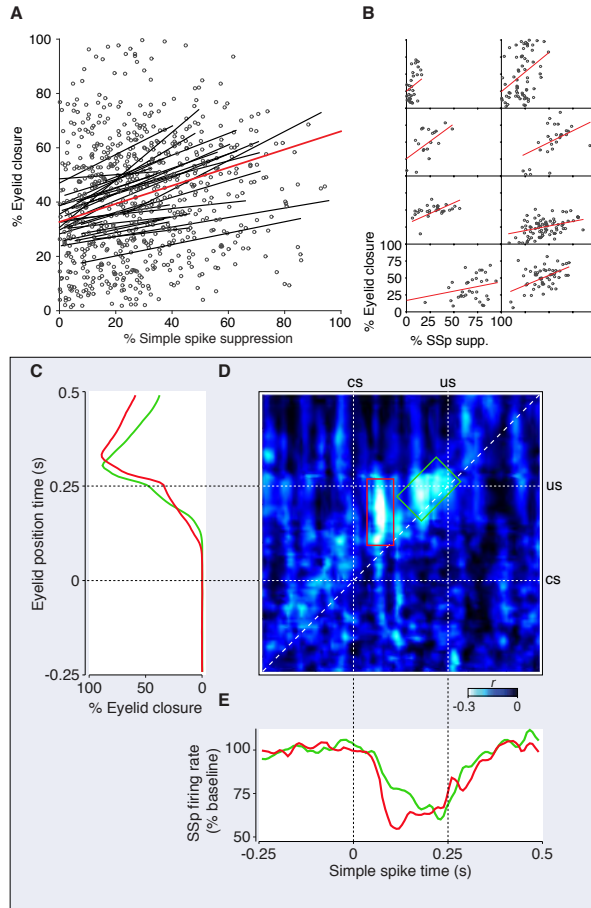 A
B
100
80
60
40
20
0
% Eyelid closure
0 20 40 60 80 100
% Simple spike suppression
% Eyelid closure
100
75
50
25
0
0 25 50 75 100
% SSp supp.
C
D
cs us
0.5
0.25
0
-0.25
Eyelid position time (s)
us
cs
100 50 0
% Eyelid closure
r
-0.3 0
E
SSp firing rate
(% baseline)
100
75
50
-0.25 0 0.25 0.5
Simple spike time (s)